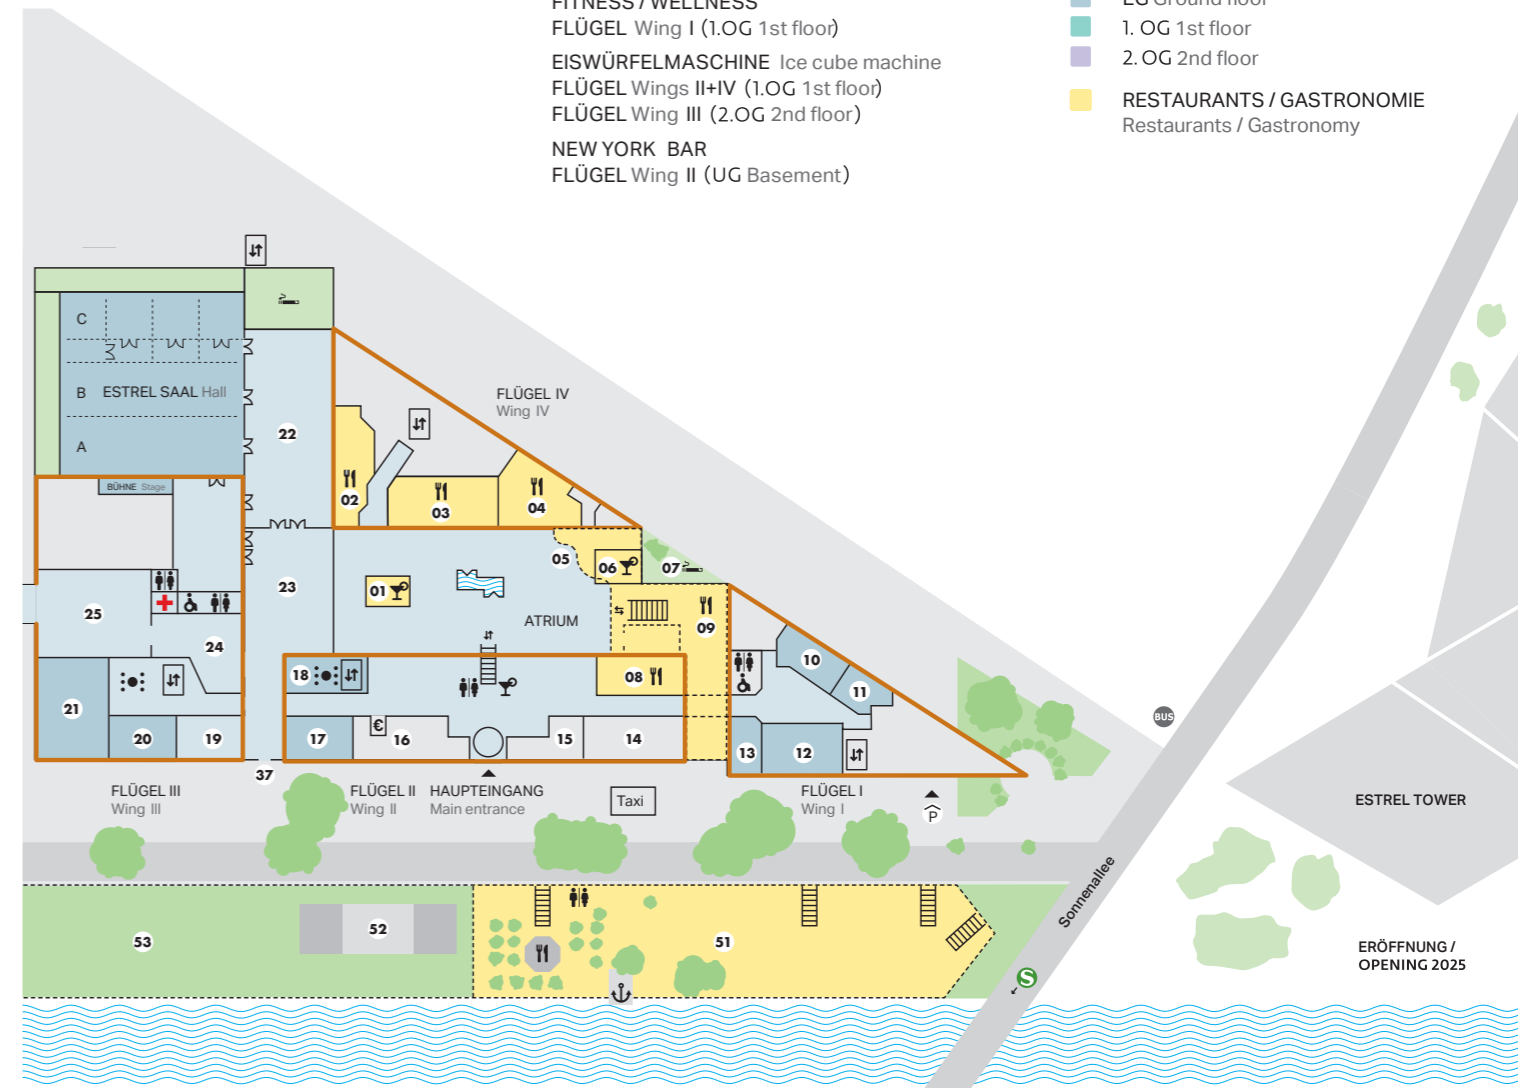 FITNESS / WELLNESS
FLÜGEL Wing I (1.OG 1st floor)
EISWÜRFELMASCHINE Ice cube machine
FLÜGEL Wings II+IV (1.OG 1st floor)
FLÜGEL Wing III (2.OG 2nd floor)
NEW YORK BAR
FLÜGEL Wing II (UG Basement)
EG Ground floor
1. OG 1st floor
2. OG 2nd floor
RESTAURANTS / GASTRONOMIE
Restaurants / Gastronomy
C
B ESTREL SAAL Hall
A
BÜHNE Stage
FLÜGEL IV
Wing IV
22
02
03
04
05
06
07
01
23
ATRIUM
09
25
24
18
08
10
11
21
20
19
17
€
16
15
14
13
12
37
FLÜGEL III
Wing III
FLÜGEL II
Wing II
HAUPTEINGANG
Main entrance
Taxi
FLÜGEL I
Wing I
P
BUS
ESTREL TOWER
Sonnenallee
53
52
51
S
ERÖFFNUNG /
OPENING 2025